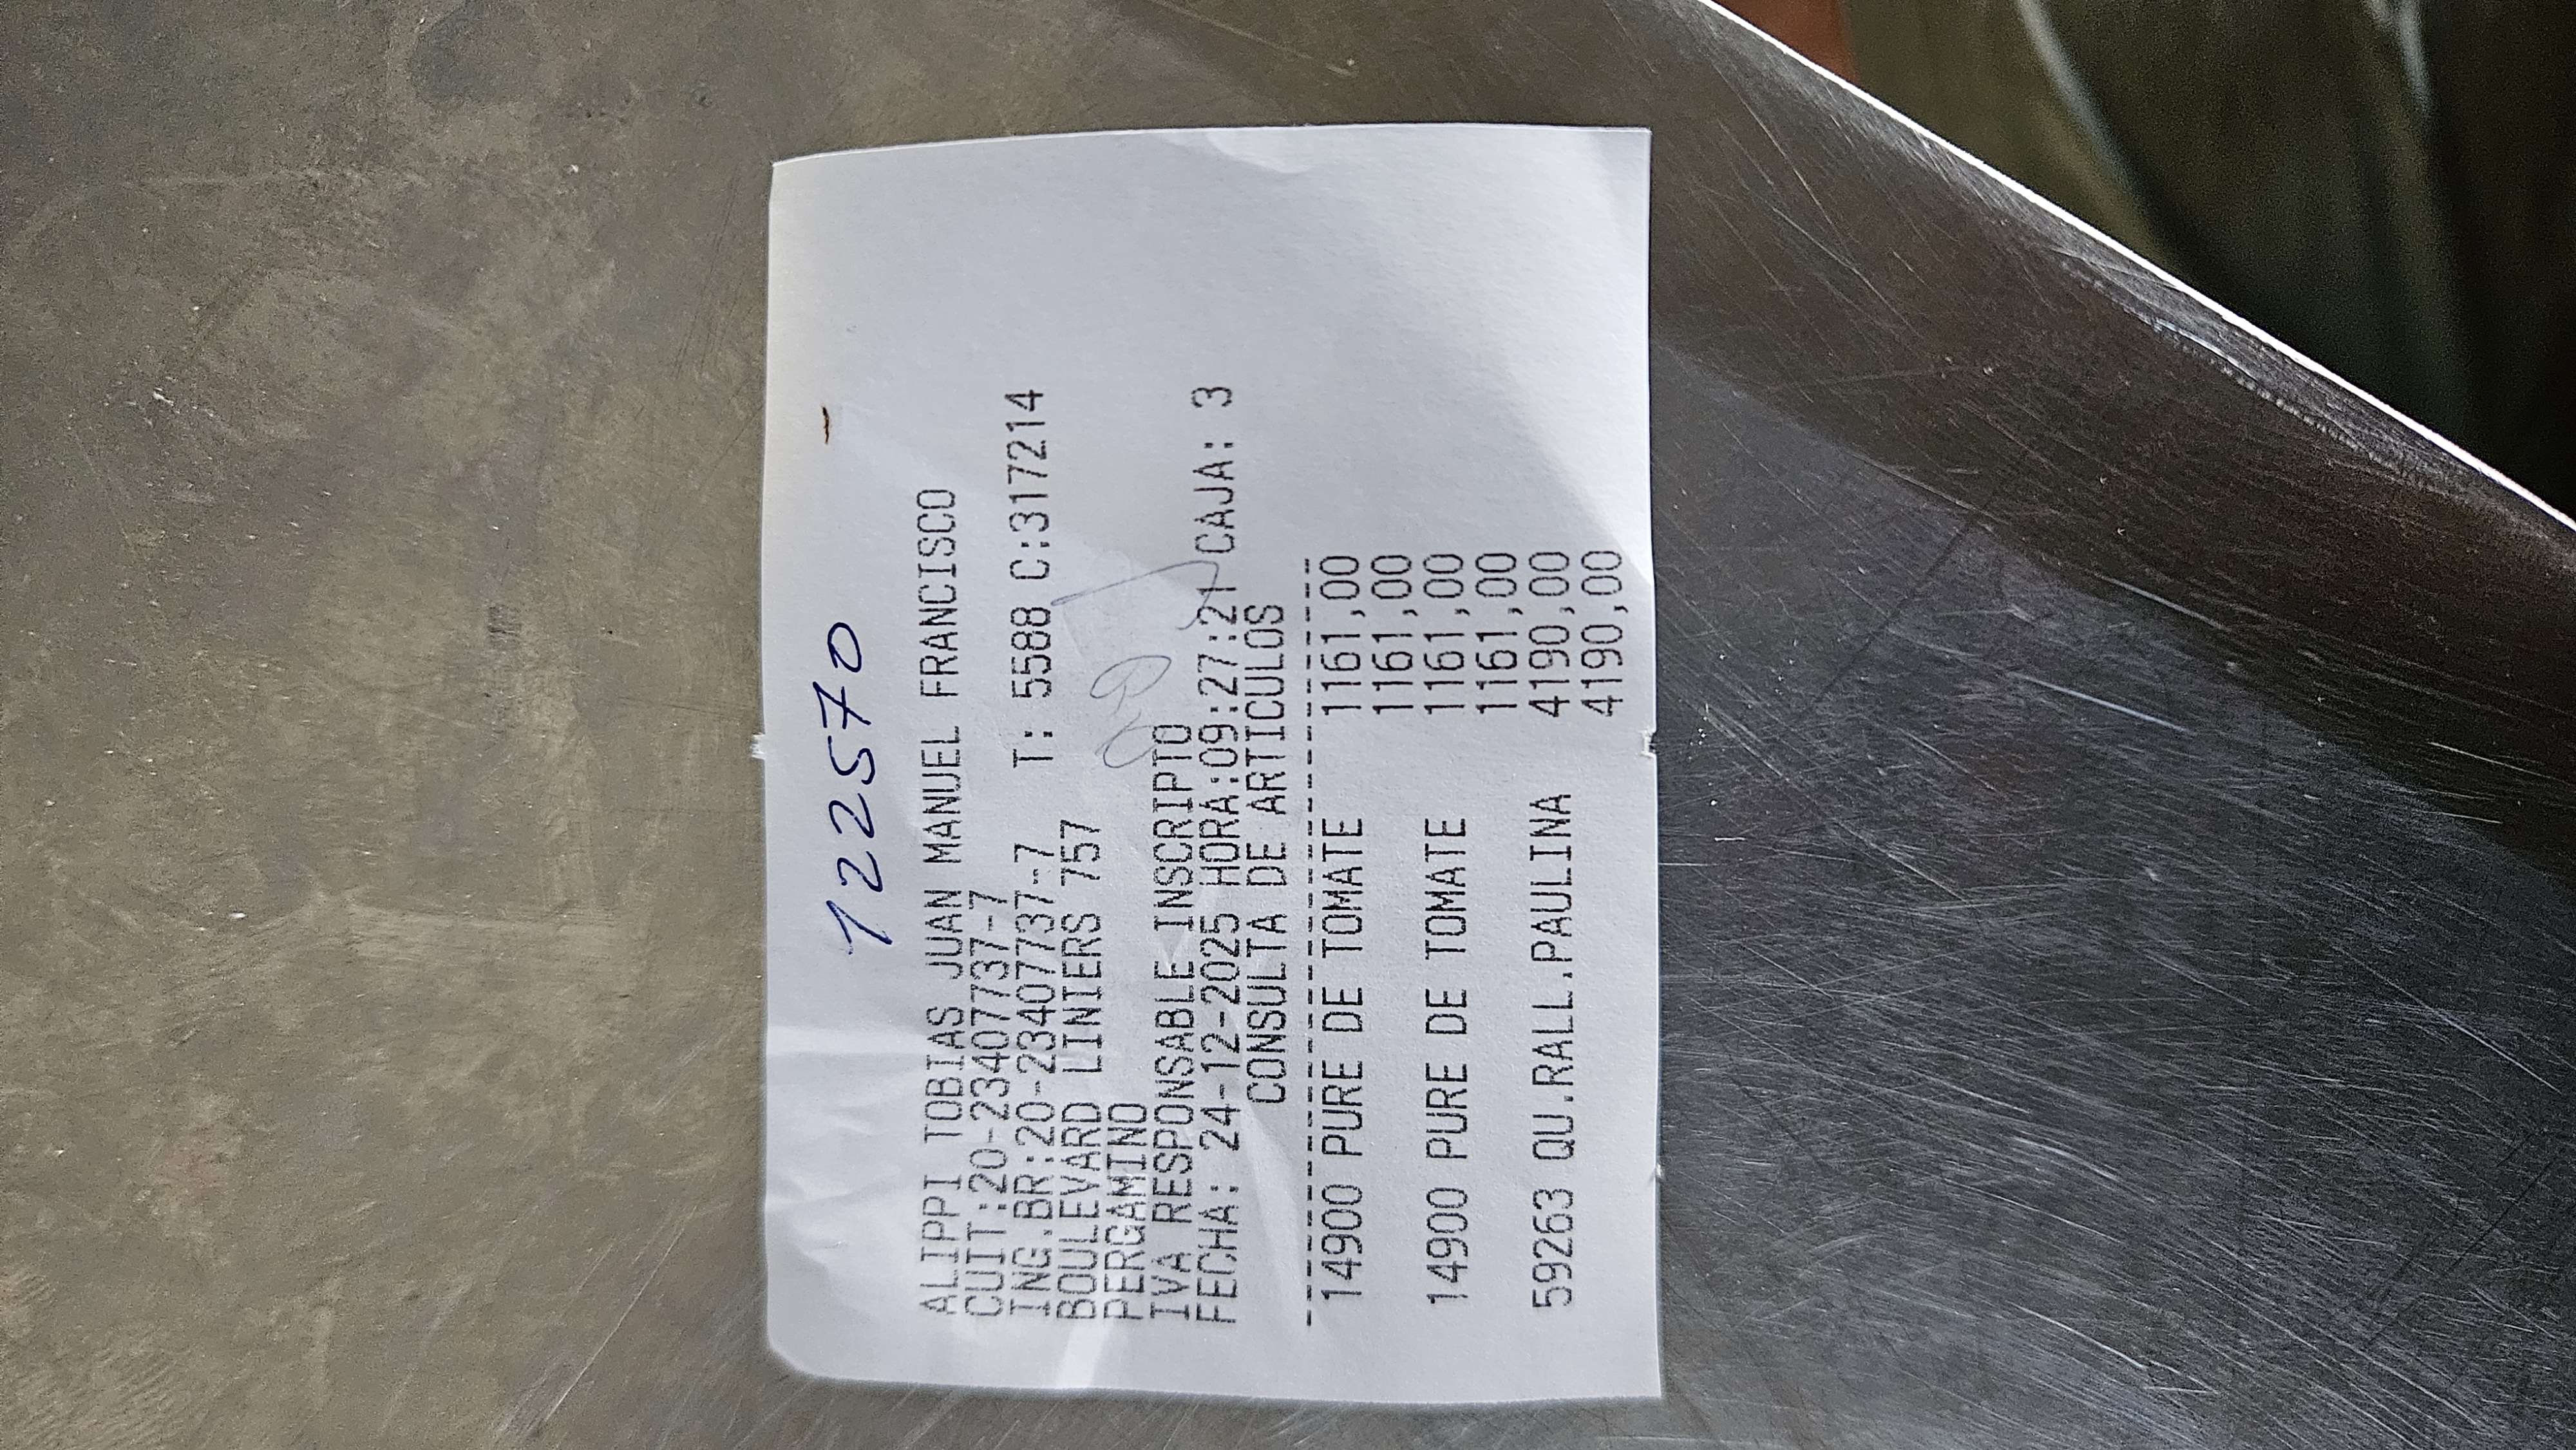 122570
ALIPPI TOBIAS JUAN MANUEL FRANCISCO
CUIT:20-23407737-7
ING.BR:20-23407737-7 T: 5588 C:317214
BOULEVARD LINIERS 757
PERGAMINO
IVA RESPONSABLE INSCRIPTO
FECHA: 24-12-2025 HORA:09:27:21 CAJA: 3
CONSULTA DE ARTICULOS
14900 PURE DE TOMATE 1161,00
1161,00
14900 PURE DE TOMATE 1161,00
1161,00
59263 QU.RALL.PAULINA 4190,00
4190,00